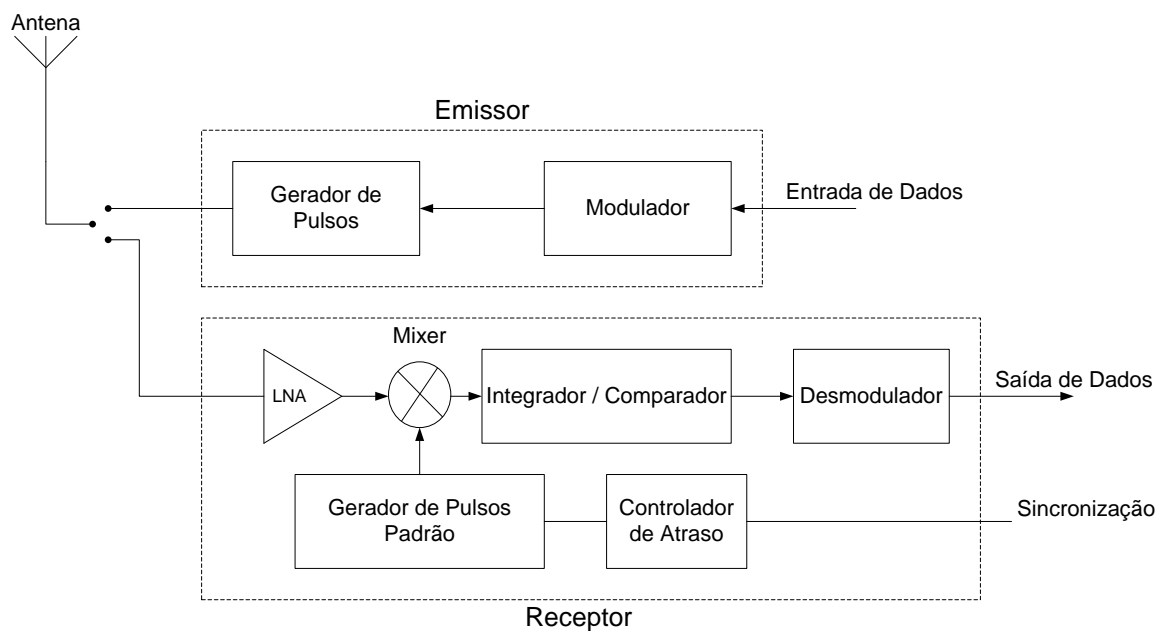 Antena
Emissor
Gerador de
Pulsos
Modulador
Entrada de Dados
Mixer
LNA
Integrador / Comparador
Desmodulador
Saída de Dados
Gerador de Pulsos
Padrão
Controlador
de Atraso
Sincronização
Receptor